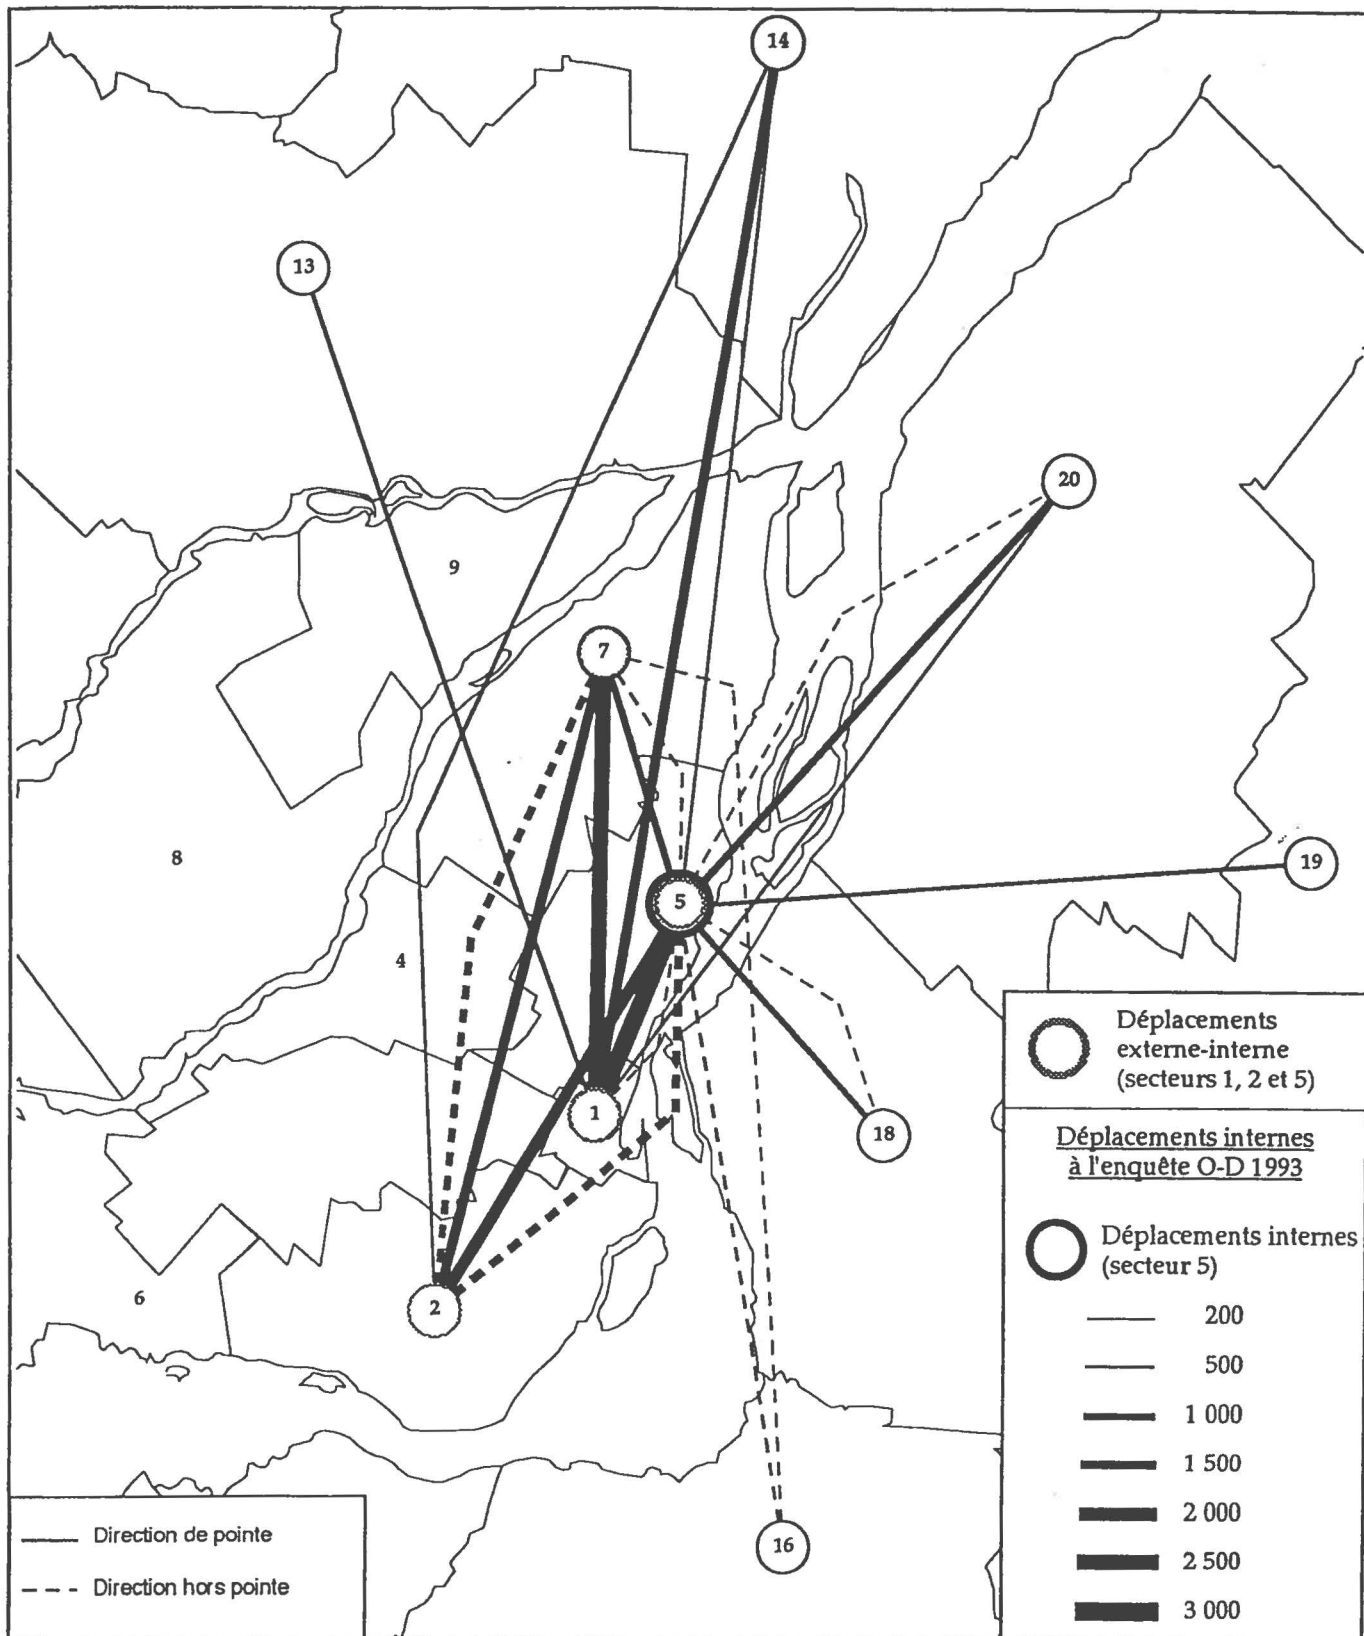 14
13
20
9
7
8
19
5
4
1
18
6
2
16
Déplacements
externe-interne
(secteurs 1, 2 et 5)
Déplacements internes
à l'enquête O-D 1993
Déplacements internes
(secteur 5)
200
500
1 000
1 500
2 000
2 500
3 000
Direction de pointe
Direction hors pointe